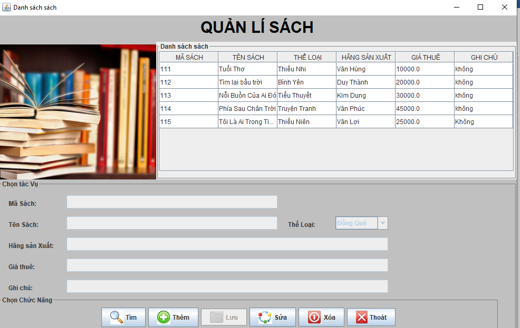 Danh sách sách
QUẢN LÍ SÁCH
Danh sách sách
MÃ SÁCH TÊN SÁCH THỂ LOẠI HÃNG SẢN XUẤT GIÁ THUÊ GHI CHÚ
111 Tuổi Thơ Thiếu Nhi Văn Hùng 10000.0 không
112 Tìm lại bầu trời Bình Yên Duy Thành 20000.0 không
113 Nỗi Buồn Của Ai Đó Tiểu Thuyết Kim Dung 30000.0 không
114 Phía Sau Chân Trời Truyện Tranh Văn Phúc 45000.0 không
115 Tôi Là Ai Trong Ti... Thiếu Niên Văn Lợi 25000.0 Không
Chọn tác Vụ
Mã Sách:
Tên Sách: Thể Loại: Đồng Quê
Hãng sản Xuất:
Giá thuê:
Ghi chú:
Chọn Chức Năng
Tìm Thêm Lưu Sửa Xóa Thoát